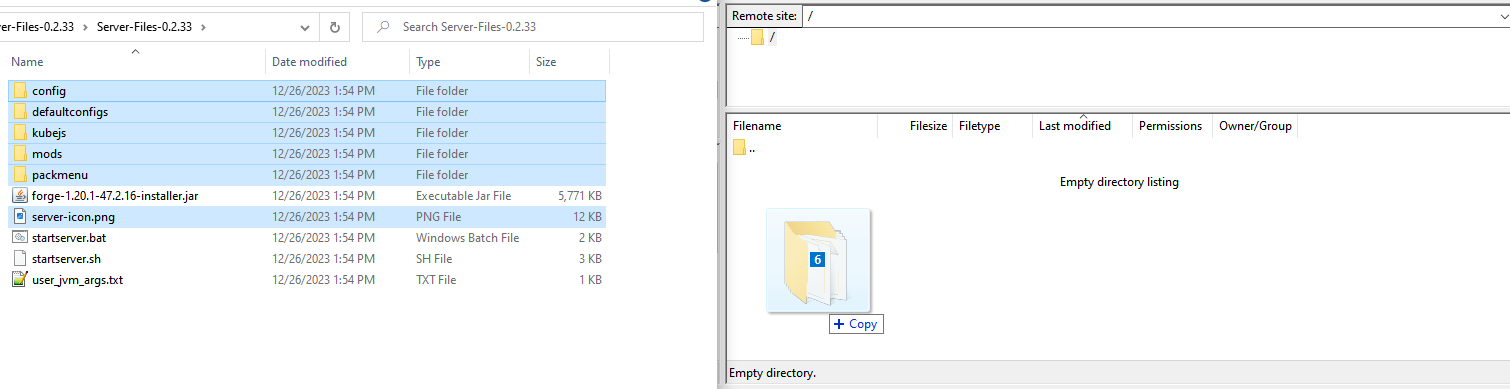 er-Files-0.2.33 > Server-Files-0.2.33 >
Search Server-Files-0.2.33
Name Date modified Type Size
config 12/26/2023 1:54 PM File folder
defaultconfigs 12/26/2023 1:54 PM File folder
kubejs 12/26/2023 1:54 PM File folder
mods 12/26/2023 1:54 PM File folder
packmenu 12/26/2023 1:54 PM File folder
forge-1.20.1-47.2.16-installer.jar 12/26/2023 1:54 PM Executable Jar File 5,771 KB
server-icon.png 12/26/2023 1:54 PM PNG File 12 KB
startserver.bat 12/26/2023 1:54 PM Windows Batch File 2 KB
startserver.sh 12/26/2023 1:54 PM SH File 3 KB
user_jvm_args.txt 12/26/2023 1:54 PM TXT File 1 KB
Remote site: /
/
Filename Filesize Filetype Last modified Permissions Owner/Group
..
Empty directory listing
6
+ Copy
Empty directory.